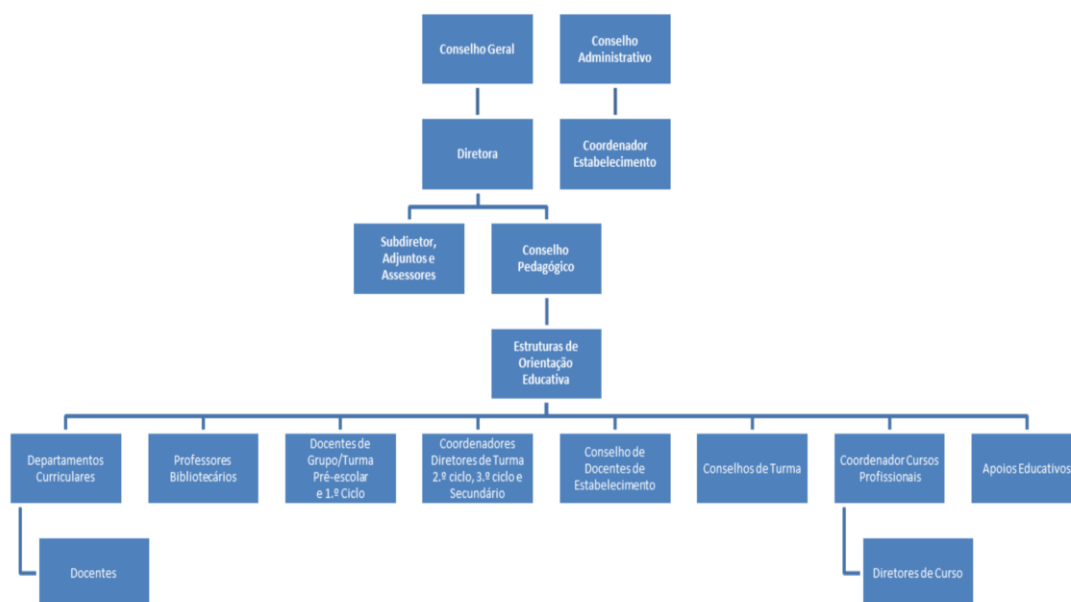 Conselho Geral
Conselho
Administrativo
Diretora
Coordenador
Estabelecimento
Subdiretor,
Adjuntos e
Assessores
Conselho
Pedagógico
Estruturas de
Orientação
Educativa
Departamentos
Curriculares
Professores
Bibliotecários
Docentes de
Grupo/Turma
Pré-escolar
e 1.º Ciclo
Coordenadores
Diretores de Turma
2.º ciclo, 3.º ciclo e
Secundário
Conselho de
Docentes de
Estabelecimento
Conselhos de Turma
Coordenador Cursos
Profissionais
Apoios Educativos
Docentes
Diretores de Curso